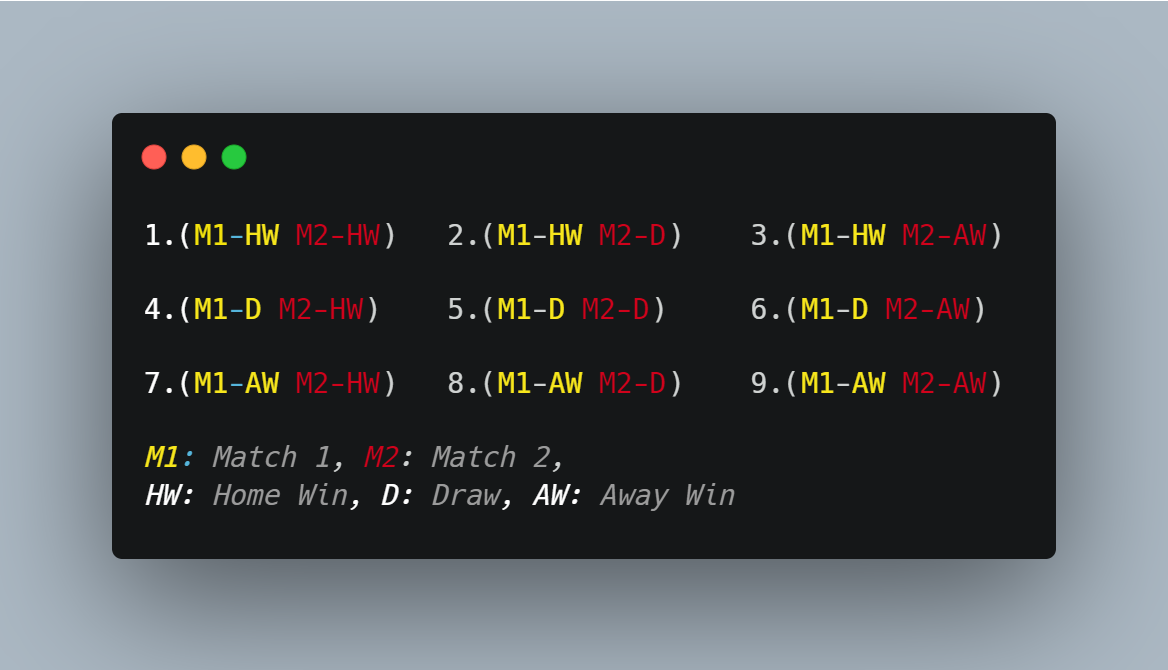 1.(M1-HW M2-HW)   2.(M1-HW M2-D)    3.(M1-HW M2-AW)
4.(M1-D M2-HW)    5.(M1-D M2-D)     6.(M1-D M2-AW)
7.(M1-AW M2-HW)   8.(M1-AW M2-D)    9.(M1-AW M2-AW)
M1: Match 1, M2: Match 2,
HW: Home Win, D: Draw, AW: Away Win